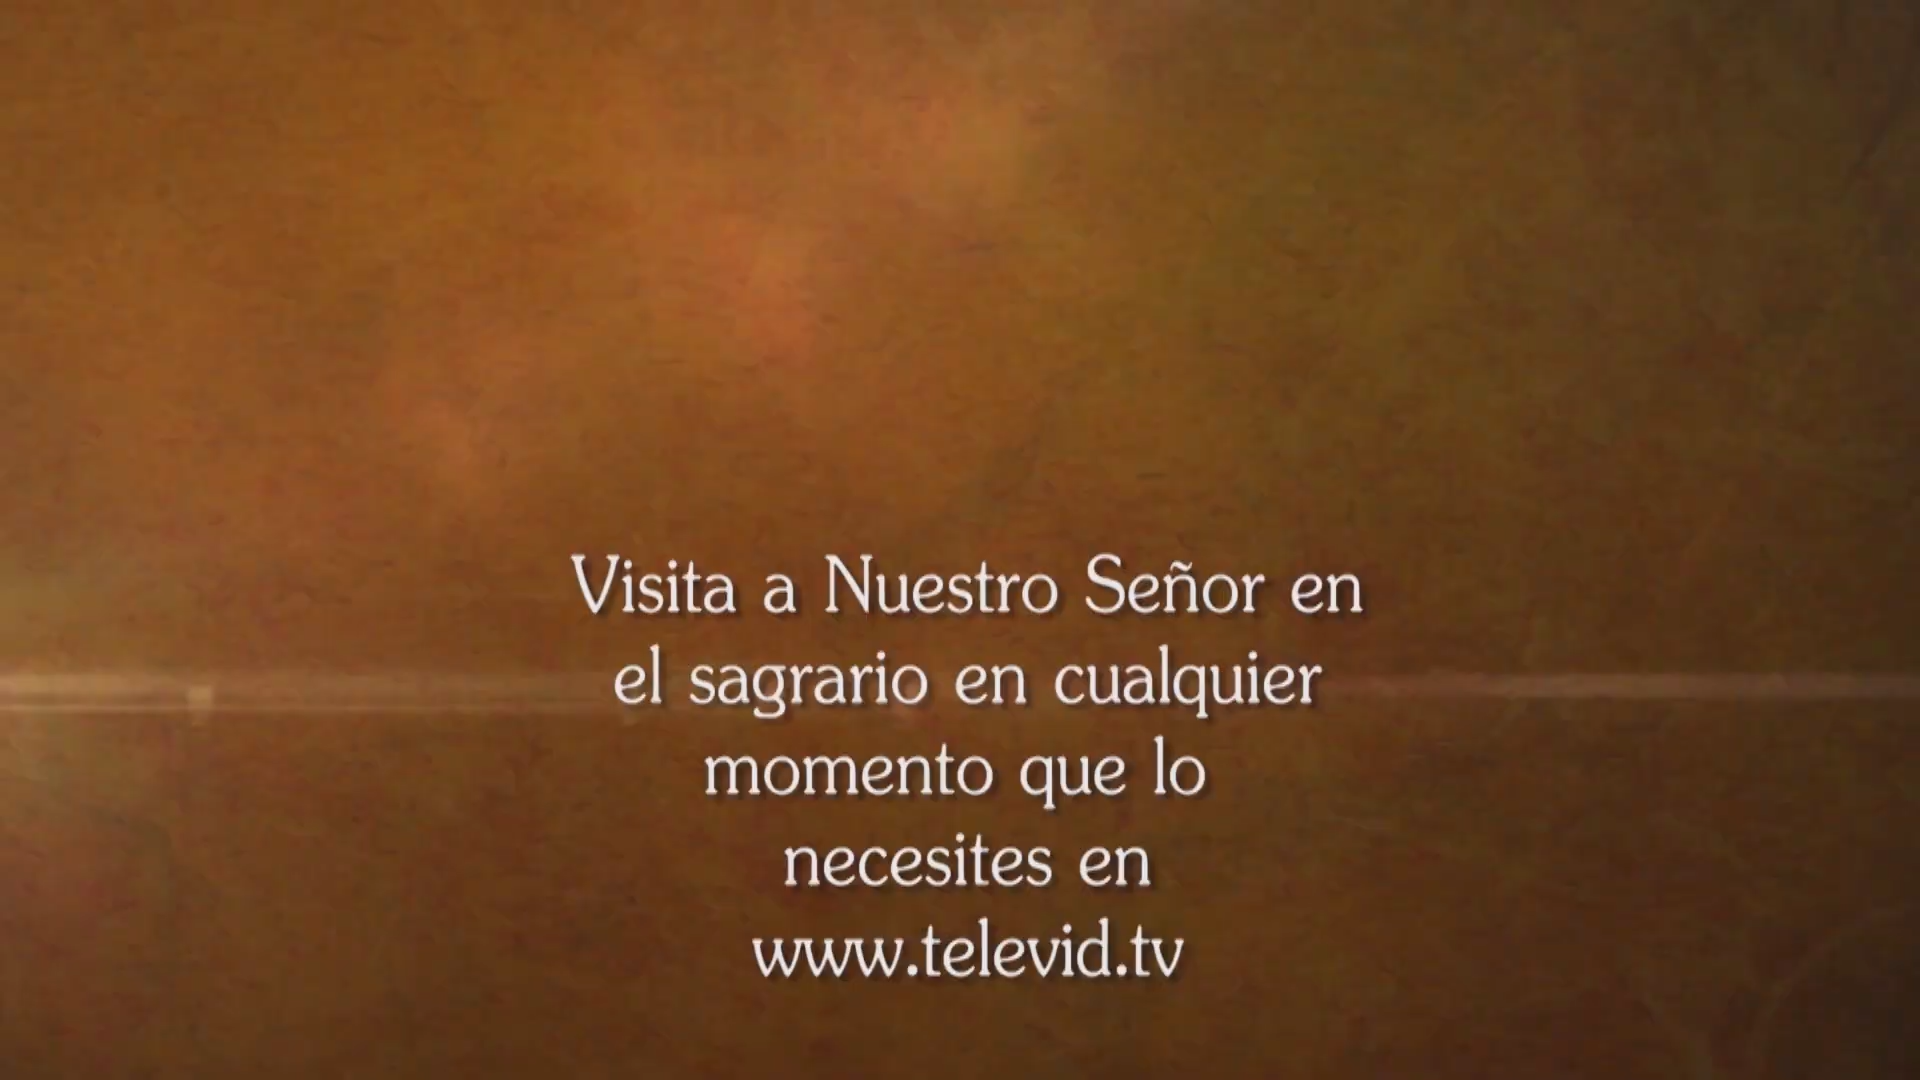 Visita a Nuestro Señor en
el sagrario en cualquier
momento que lo
necesites en
www.televid.tv